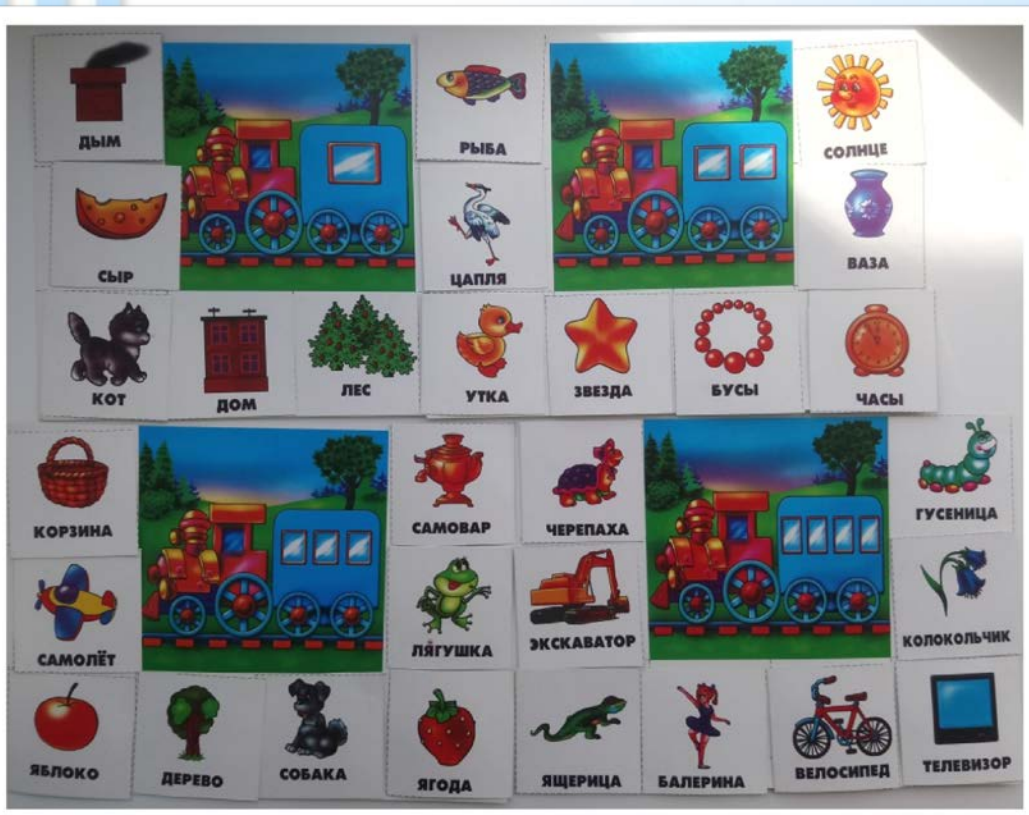 ДЫМ
РЫБА
СОЛНЦЕ
СЫР
ЦАПЛЯ
ВАЗА
КОТ
ДОМ
ЛЕС
УТКА
ЗВЕЗДА
БУСЫ
ЧАСЫ
КОРЗИНА
САМОВАР
ЧЕРЕПАХА
ГУСЕНИЦА
САМОЛЁТ
ЛЯГУШКА
ЭКСКАВАТОР
КОЛОКОЛЬЧИК
ЯБЛОКО
ДЕРЕВО
СОБАКА
ЯГОДА
ЯЩЕРИЦА
БАЛЕРИНА
ВЕЛОСИПЕД
ТЕЛЕВИЗОР